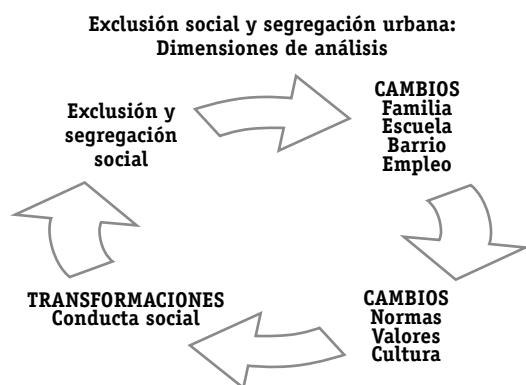 Exclusión social y segregación urbana:
Dimensiones de análisis
Exclusión y
segregación
social
CAMBIOS
Familia
Escuela
Barrio
Empleo
CAMBIOS
Normas
Valores
Cultura
TRANSFORMACIONES
Conducta social